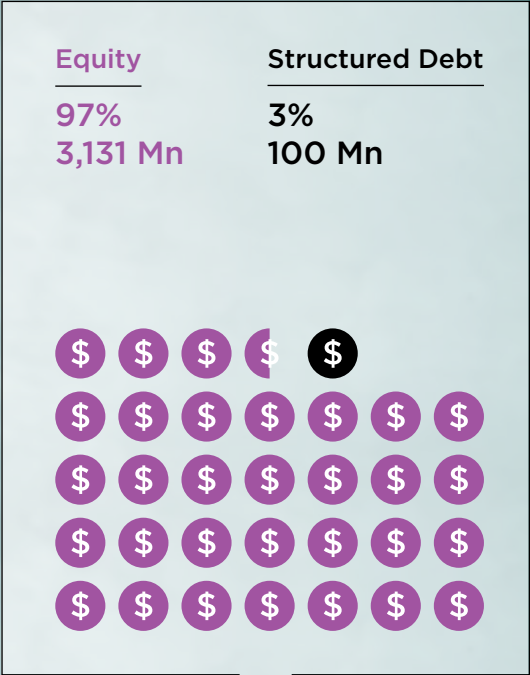 Equity
97%
3,131 Mn
Structured Debt
3%
100 Mn
$ $ $ $ $
$ $ $ $ $ $ $
$ $ $ $ $ $ $
$ $ $ $ $ $ $
$ $ $ $ $ $ $